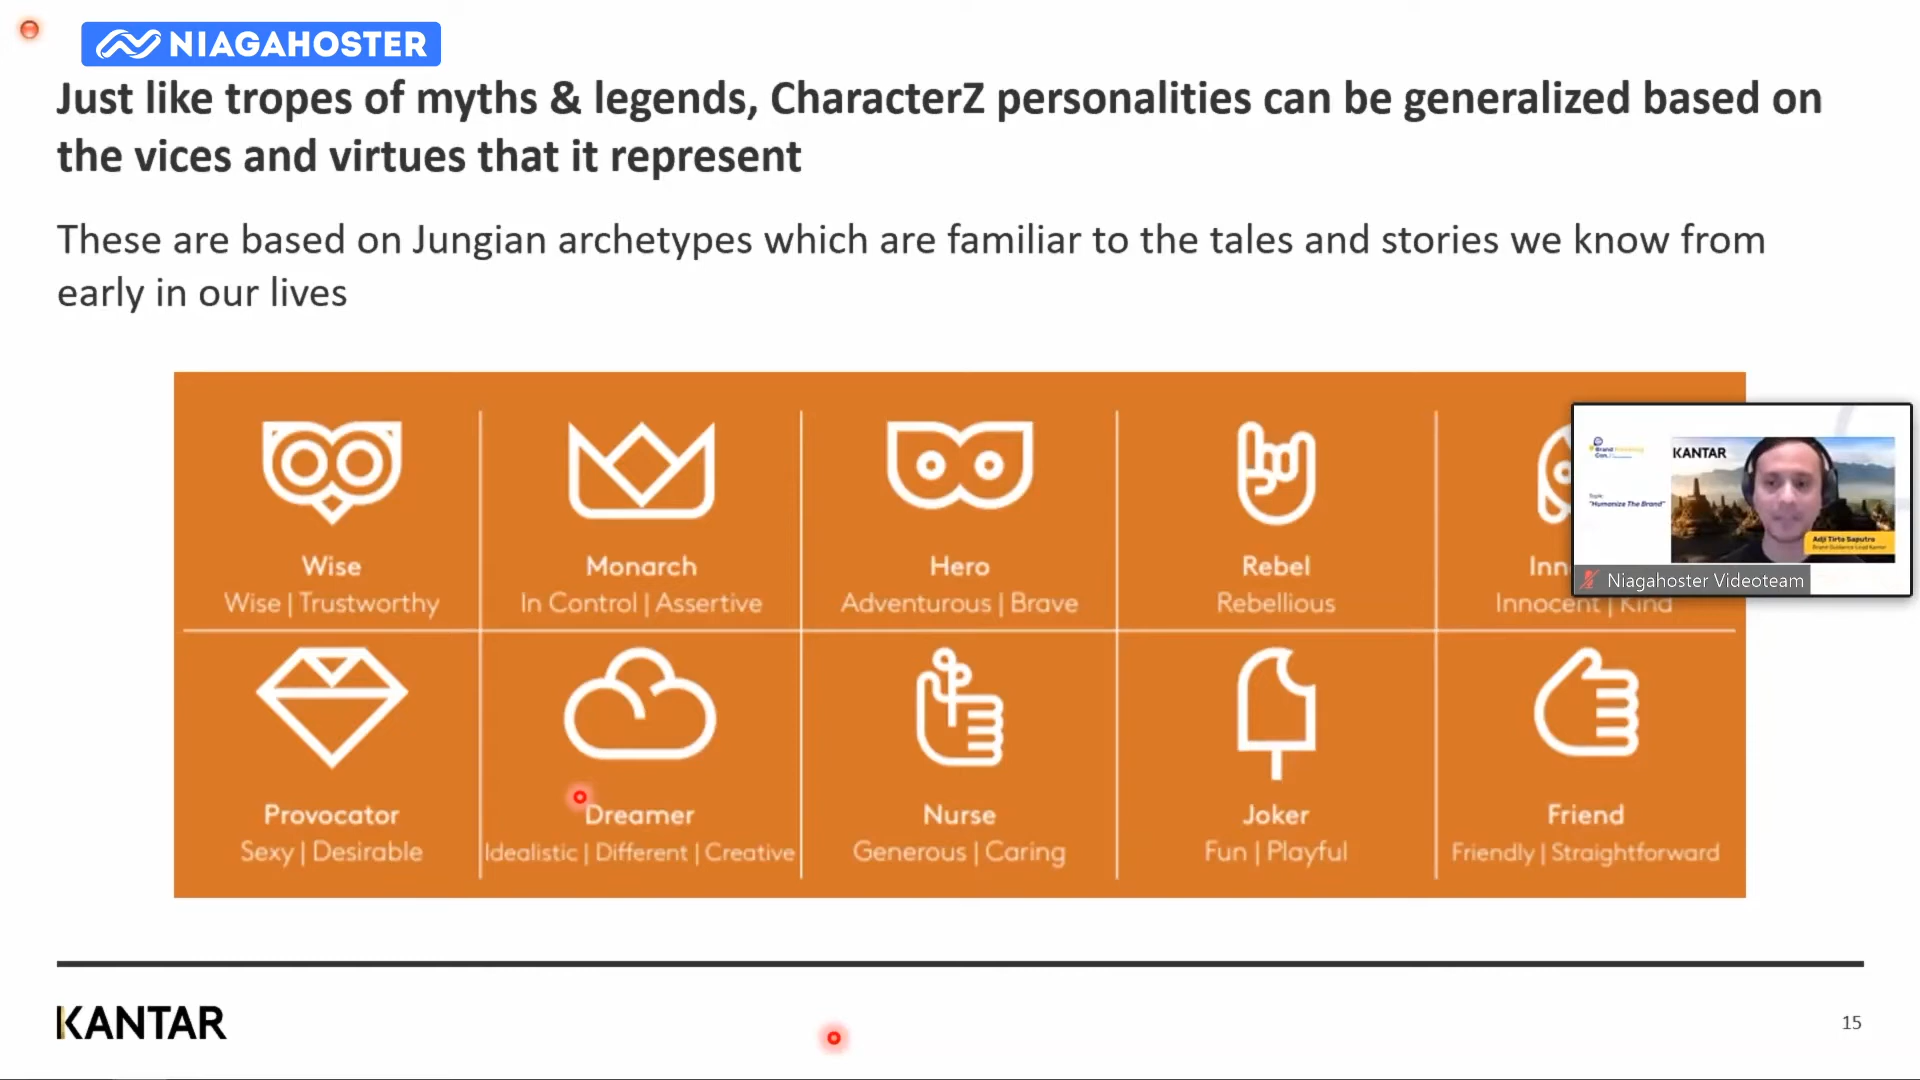 NIAGAHOSTER
Just like tropes of myths & legends, CharacterZ personalities can be generalized based on
the vices and virtues that it represent
These are based on Jungian archetypes which are familiar to the tales and stories we know from
early in our lives
Wise
Wise | Trustworthy
Monarch
In Control | Assertive
Hero
Adventurous | Brave
Rebel
Rebellious
Inn
Innocent | Kind
Provocator
Sexy | Desirable
Dreamer
Idealistic | Different | Creative
Nurse
Generous | Caring
Joker
Fun | Playful
Friend
Friendly | Straightforward
Brand
Con.
Topic:
"Humanize The Brand"
KANTAR
Adji Tirto Saputro
Niagahoster Videoteam
KANTAR
15